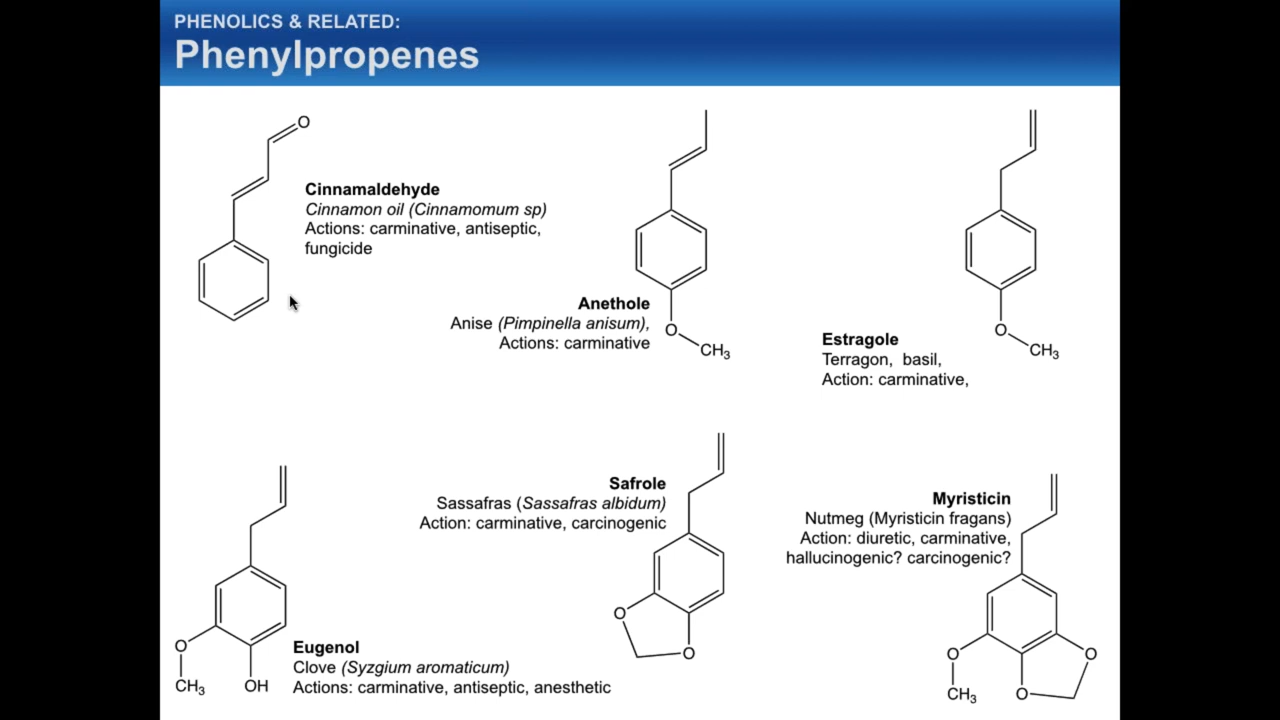 PHENOLICS & RELATED:
Phenylpropenes
O
Cinnamaldehyde
Cinnamon oil (Cinnamomum sp)
Actions: carminative, antiseptic,
fungicide
Anethole
Anise (Pimpinella anisum),
Actions: carminative
O
CH3
Estragole
Terragon, basil,
Action: carminative,
O
CH3
Eugenol
Clove (Syzgium aromaticum)
Actions: carminative, antiseptic, anesthetic
O
CH3
OH
Safrole
Sassafras (Sassafras albidum)
Action: carminative, carcinogenic
O
O
Myristicin
Nutmeg (Myristicin fragans)
Action: diuretic, carminative,
hallucinogenic? carcinogenic?
O
CH3
O
O